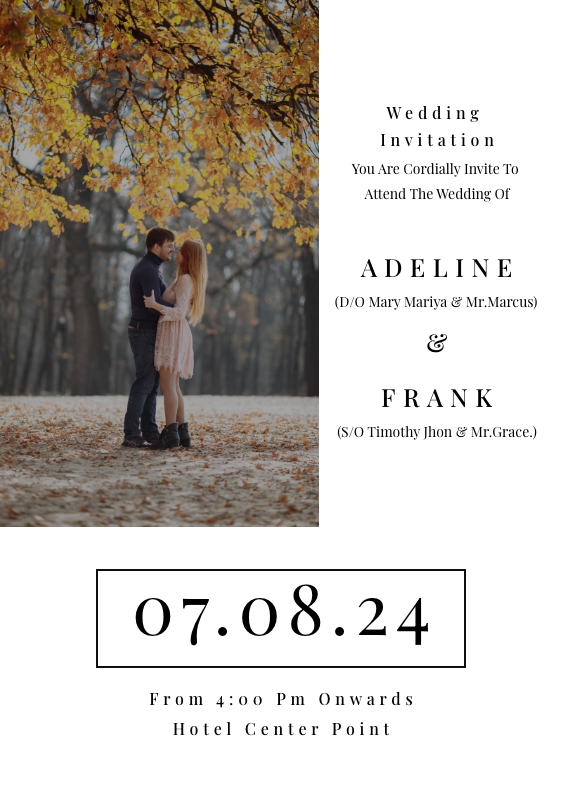 Wedding
Invitation
You Are Cordially Invite To
Attend The Wedding Of
ADELINE
(D/O Mary Mariya & Mr.Marcus)
&
FRANK
(S/O Timothy Jhon & Mr.Grace.)
07.08.24
From 4:00 Pm Onwards
Hotel Center Point